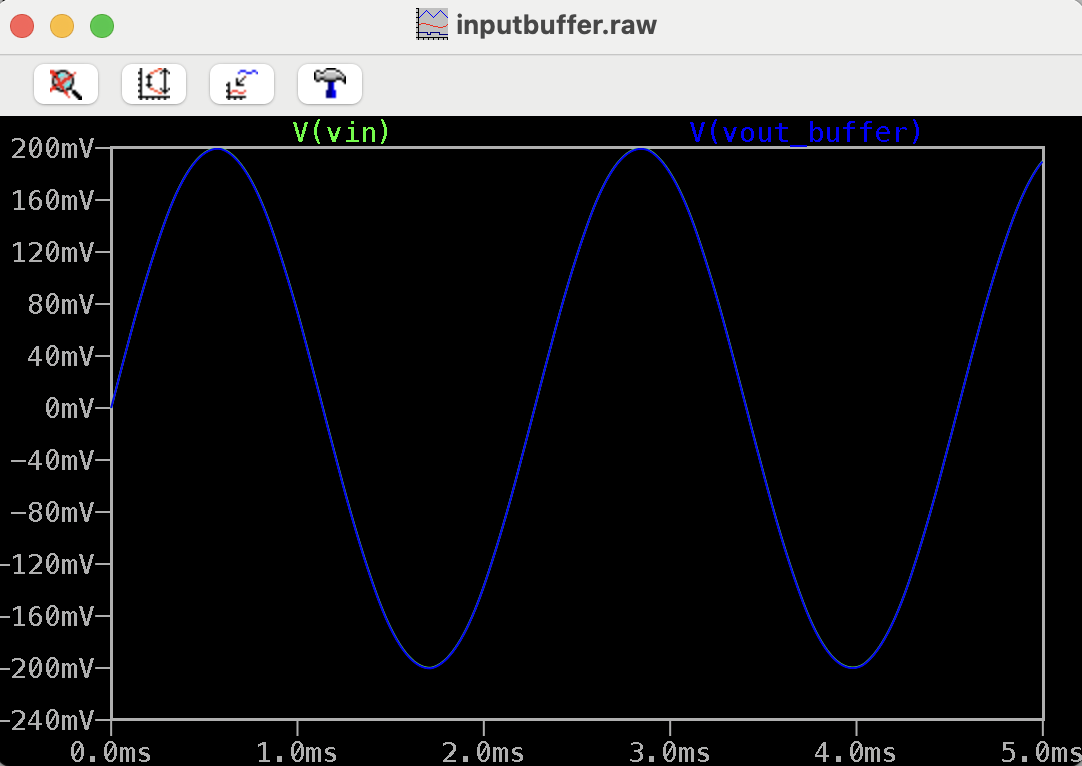 inputbuffer.raw
V(vin) V(vout_buffer)
200mV
160mV
120mV
80mV
40mV
0mV
-40mV
-80mV
-120mV
-160mV
-200mV
-240mV
0.0ms 1.0ms 2.0ms 3.0ms 4.0ms 5.0ms